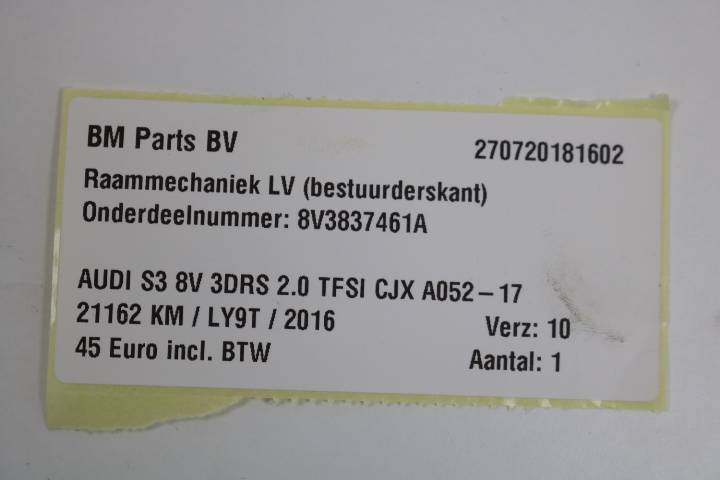 BM Parts BV 270720181602
Raammechaniek LV (bestuurderskant)
Onderdeelnummer: 8V3837461A
AUDI S3 8V 3DRS 2.0 TFSI CJX A052-17
21162 KM / LY9T / 2016 Verz: 10
45 Euro incl. BTW Aantal: 1